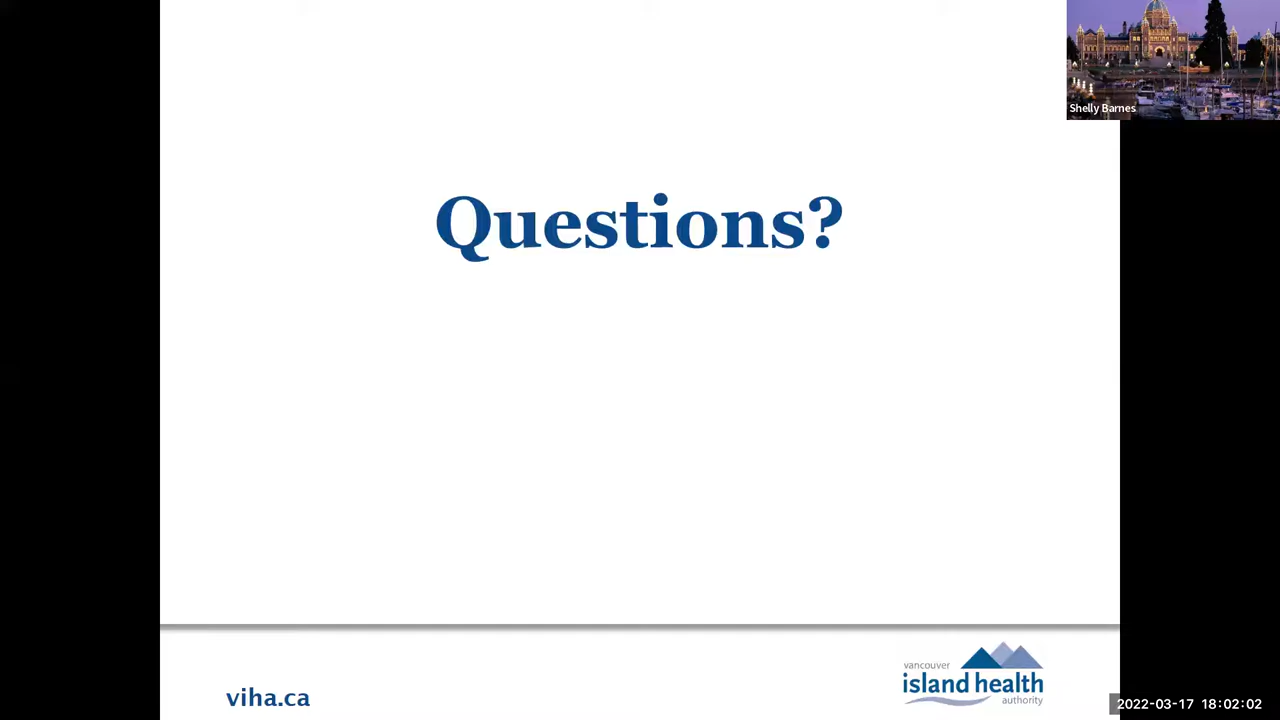 Shelly Barnes
Questions?
vancouver
island health
authority
viha.ca
2022-03-17 18:02:02